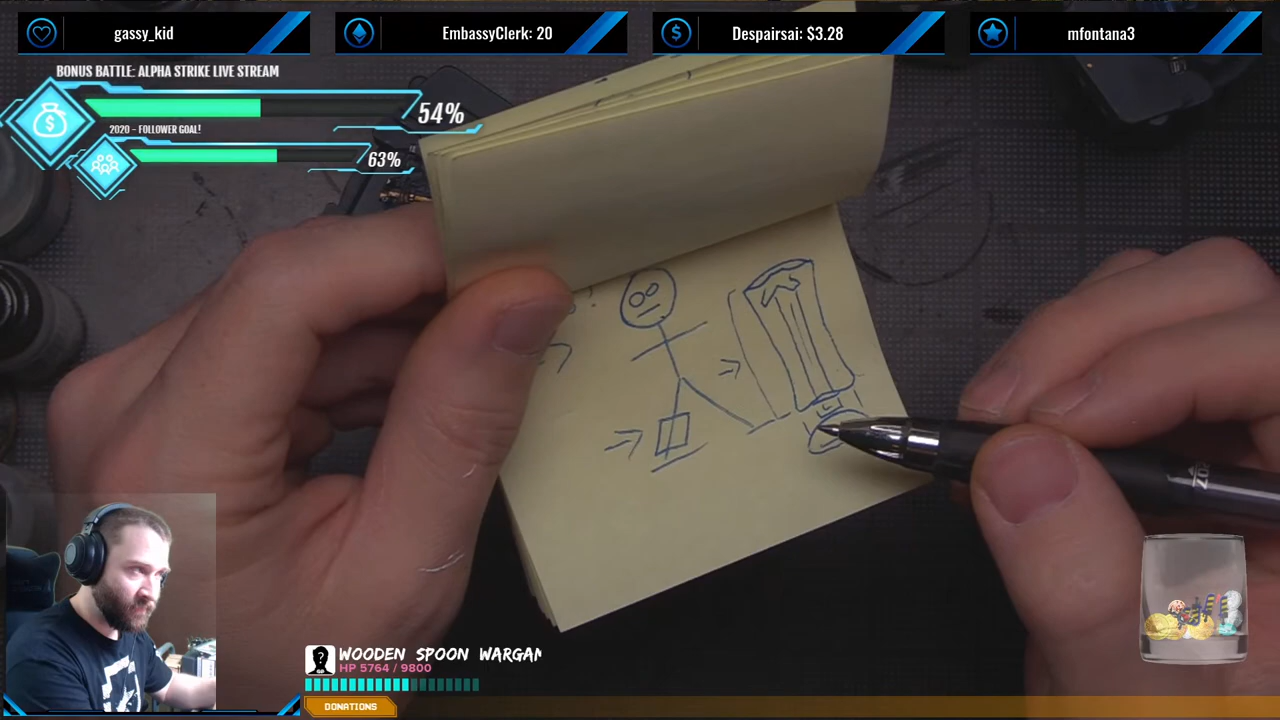 gassy_kid
EmbassyClerk: 20
Despairsai: $3.28
mfontana3
BONUS BATTLE: ALPHA STRIKE LIVE STREAM
54%
2020 - FOLLOWER GOAL!
63%
WOODEN SPOON WARGAM
HP 5764 / 9800
DONATIONS